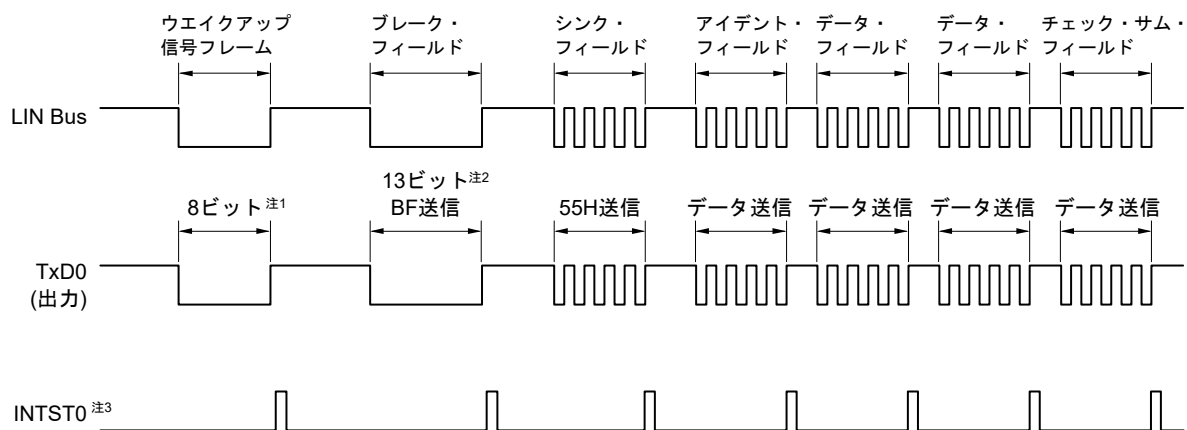 ウエイクアップ
信号フレーム
ブレーク・
フィールド
シンク・
フィールド
アイデント・
フィールド
データ・
フィールド
データ・
フィールド
チェック・サム・
フィールド
LIN Bus
8ビット 注1
13ビット注2
BF送信
55H送信
データ送信
データ送信
データ送信
データ送信
TxD0
(出力)
INTST0 注3